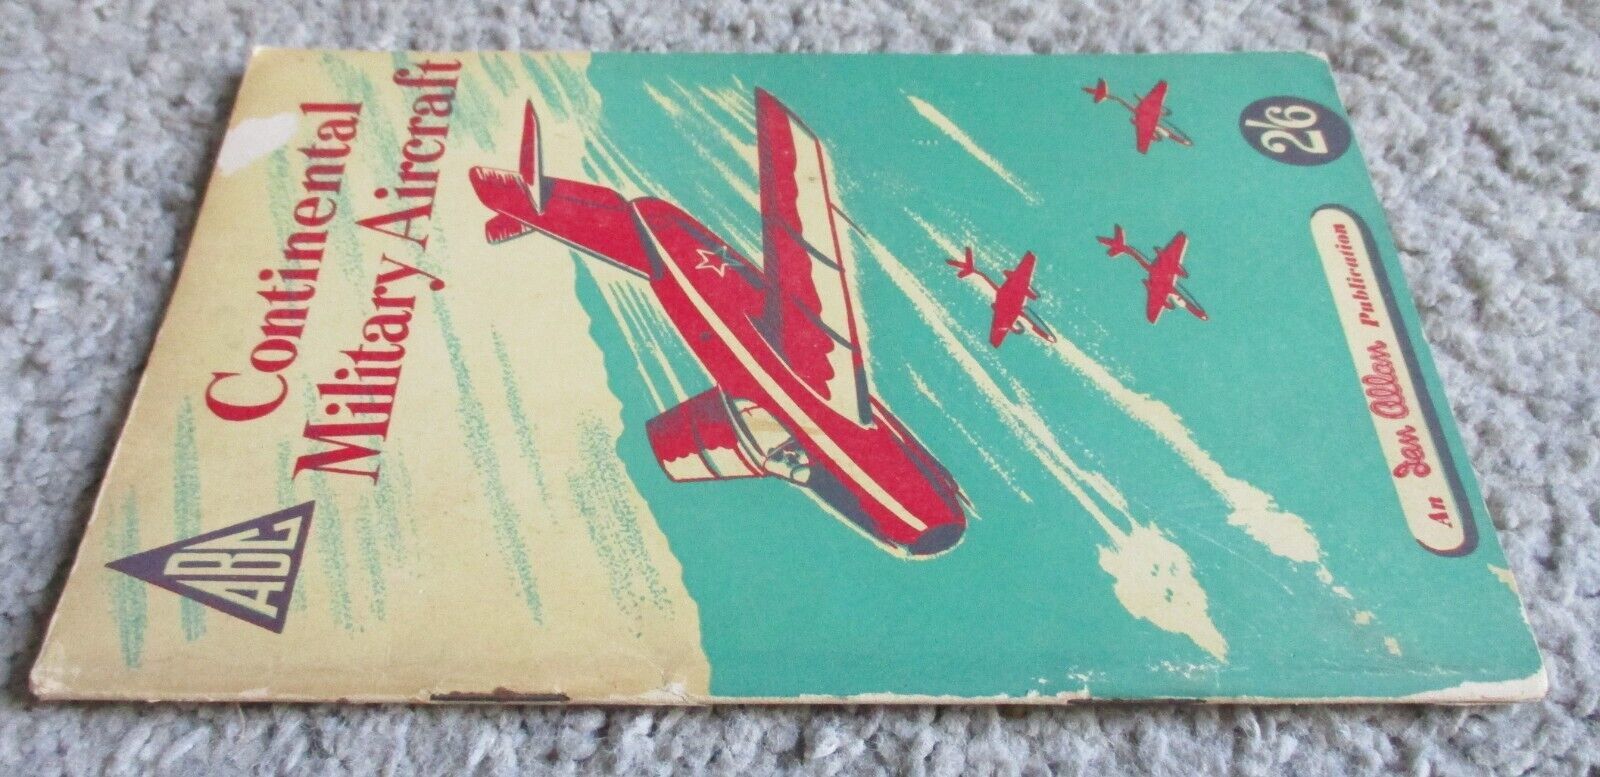 ABC
Continental
Military Aircraft
2'6
An Ian Allan Publication